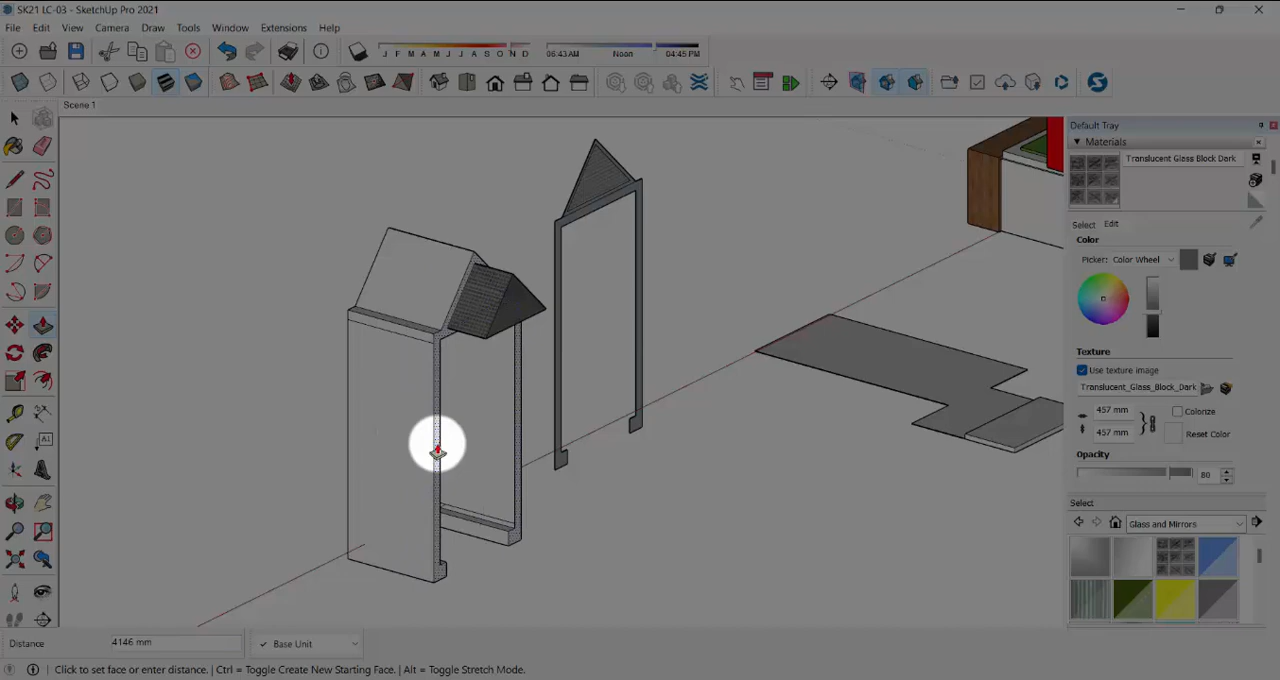 SK21 LC-03 - SketchUp Pro 2021
File Edit View Camera Draw Tools Window Extensions Help
J F M A M J J A S O N D 06:43 AM Noon 04:45 PM
Scene 1
Default Tray
Materials
Translucent Glass Block Dark
Select Edit
Color
Picker: Color Wheel
Texture
Use texture image
Translucent_Glass_Block_Dark
457 mm Colorize
457 mm Reset Color
Opacity
80
Select
Glass and Mirrors
A1
Distance 4146 mm Base Unit
Click to set face or enter distance. | Ctrl = Toggle Create New Starting Face. | Alt = Toggle Stretch Mode.